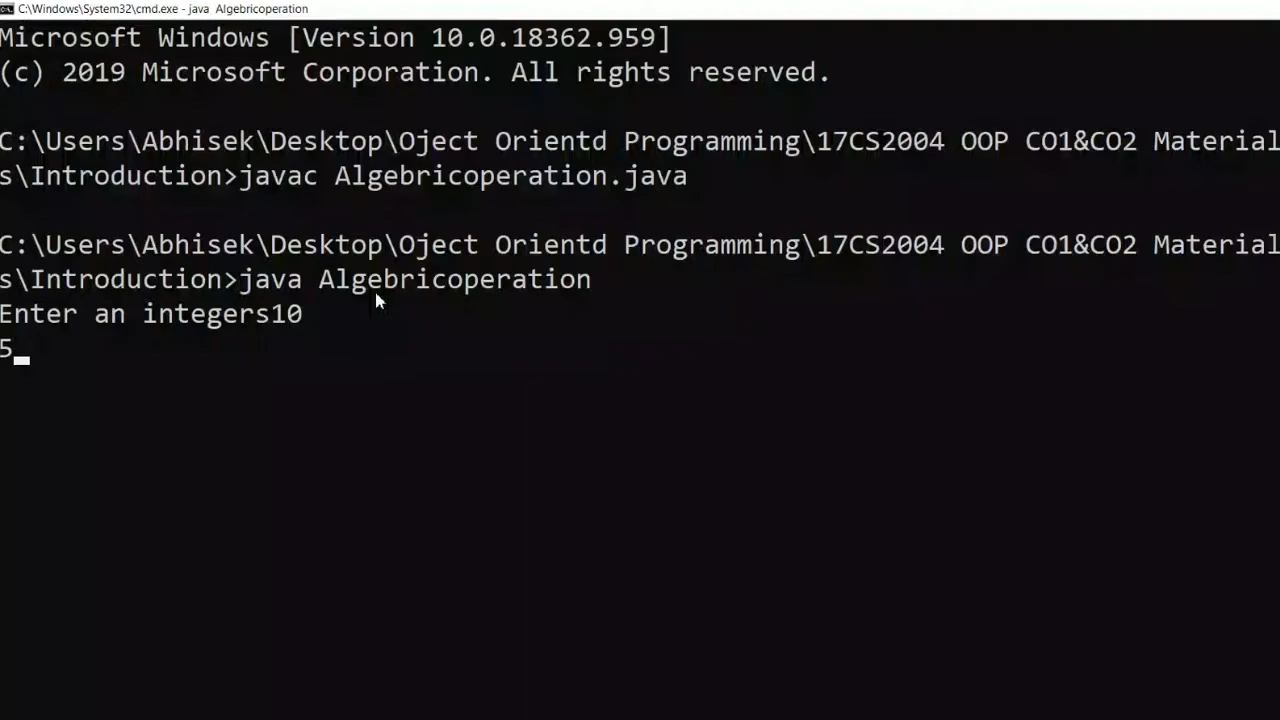 C:\Windows\System32\cmd.exe - java  Algebricoperation
Microsoft Windows [Version 10.0.18362.959]
(c) 2019 Microsoft Corporation. All rights reserved.
C:\Users\Abhisek\Desktop\Oject Orientd Programming\17CS2004 OOP CO1&CO2 Material
s\Introduction>javac Algebricoperation.java
C:\Users\Abhisek\Desktop\Oject Orientd Programming\17CS2004 OOP CO1&CO2 Material
s\Introduction>java Algebricoperation
Enter an integers10
5